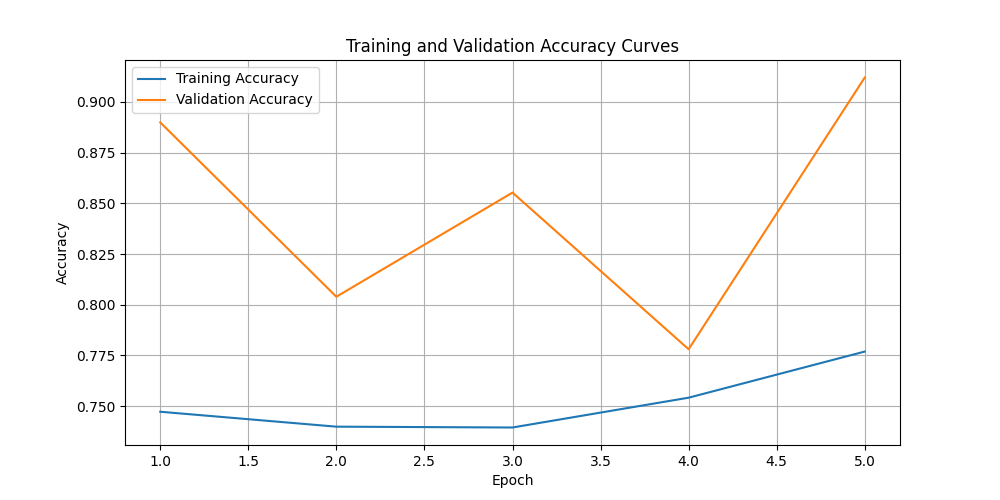 Training and Validation Accuracy Curves
Training Accuracy
Validation Accuracy
0.900
0.875
0.850
0.825
0.800
0.775
0.750
Accuracy
1.0 1.5 2.0 2.5 3.0 3.5 4.0 4.5 5.0
Epoch